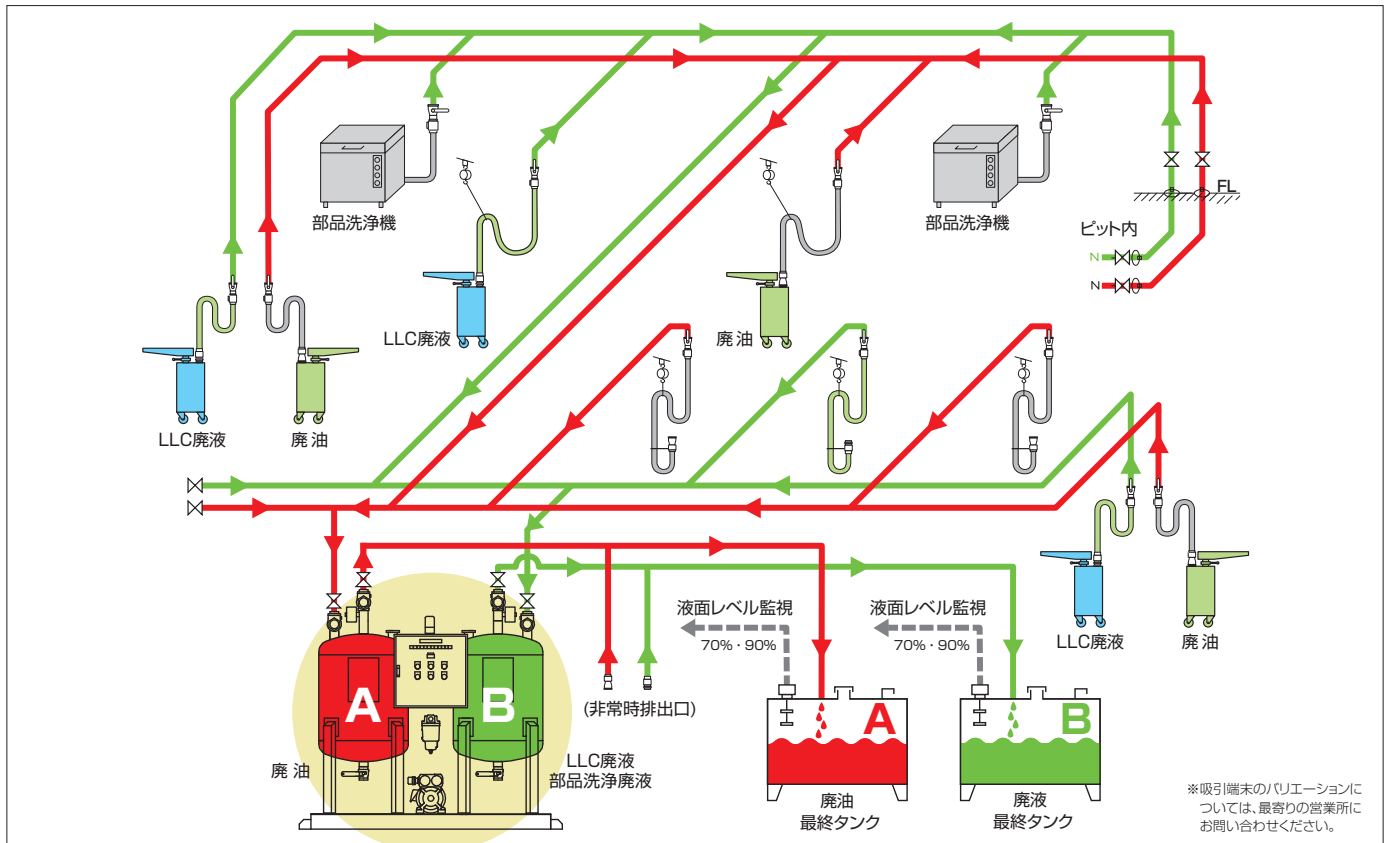 部品洗浄機
部品洗浄機
FL
ピット内
N
N
LLC廃液
廃油
LLC廃液
廃油
LLC廃液
廃油
液面レベル監視
70%・90%
液面レベル監視
70%・90%
A
B
(非常時排出口)
A
B
廃油
LLC廃液
部品洗浄廃液
廃油
最終タンク
廃液
最終タンク
※吸引端末のバリエーションに
ついては、最寄りの営業所に
お問い合わせください。